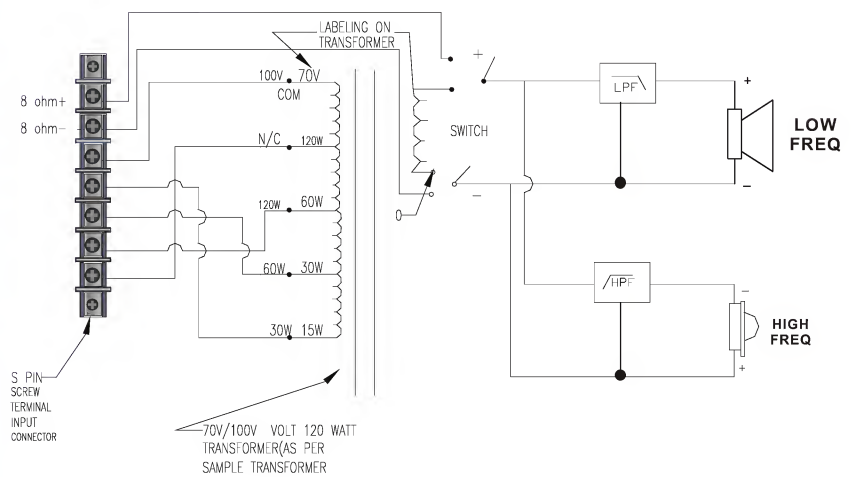 LABELING ON
TRANSFORMER
100V 70V
COM
8 ohm+
8 ohm-
N/C 120W
120W 60W
60W 30W
30W 15W
+
SWITCH
-
0
LPF
+
-
LOW
FREQ
HPF
-
+
HIGH
FREQ
S PIN
SCREW
TERMINAL
INPUT
CONNECTOR
70V/100V VOLT 120 WATT
TRANSFORMER(AS PER
SAMPLE TRANSFORMER